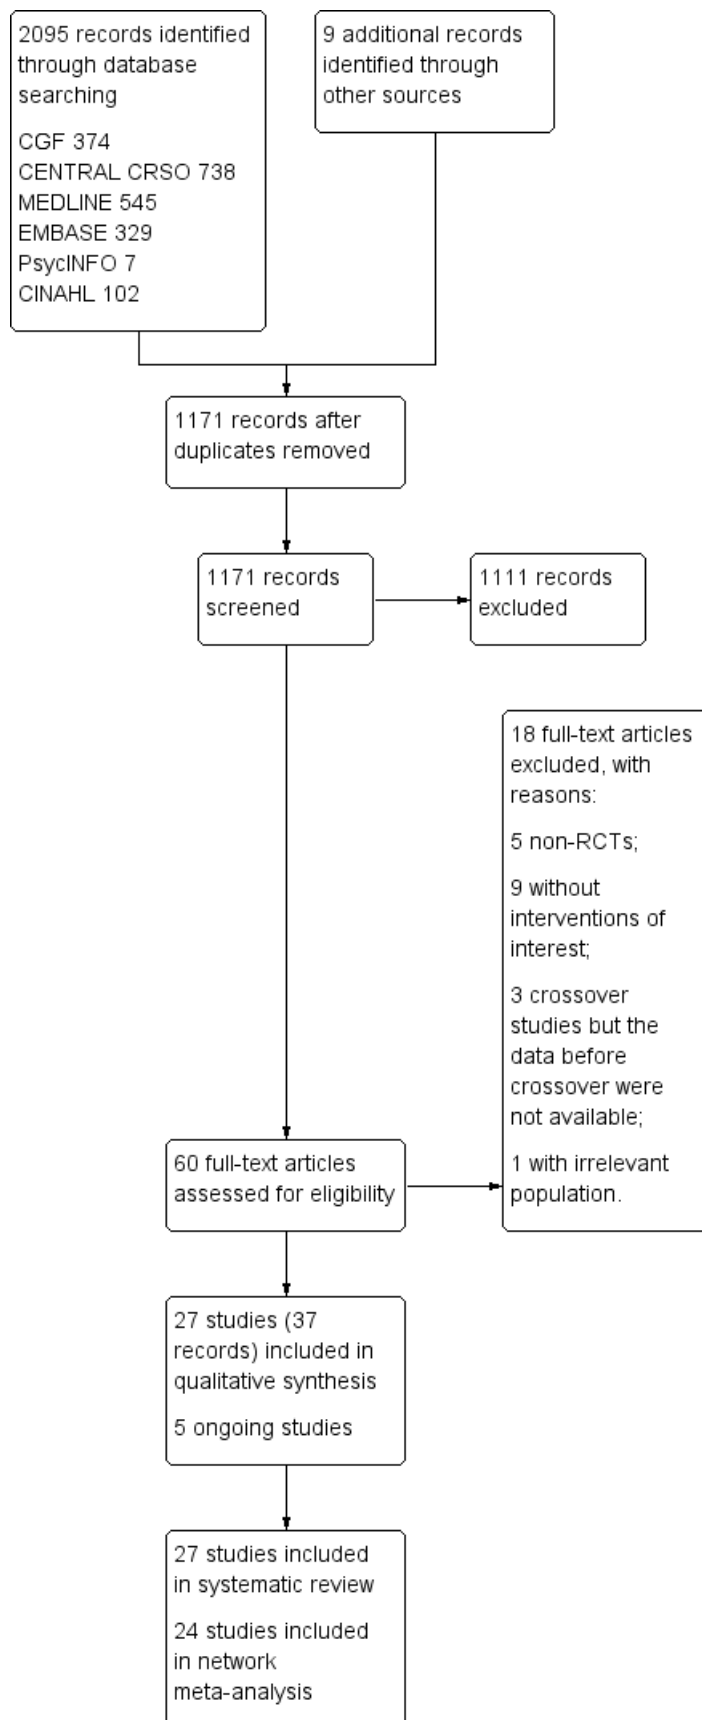 2095 records identified
through database
searching
CGF 374
CENTRAL CRSO 738
MEDLINE 545
EMBASE 329
PsycINFO 7
CINAHL 102
9 additional records
identified through
other sources
1171 records after
duplicates removed
1171 records
screened
1111 records
excluded
18 full-text articles
excluded, with
reasons:
5 non-RCTs;
9 without
interventions of
interest;
3 crossover
studies but the
data before
crossover were
not available;
1 with irrelevant
population.
60 full-text articles
assessed for eligibility
27 studies (37
records) included in
qualitative synthesis
5 ongoing studies
27 studies included
in systematic review
24 studies included
in network
meta-analysis